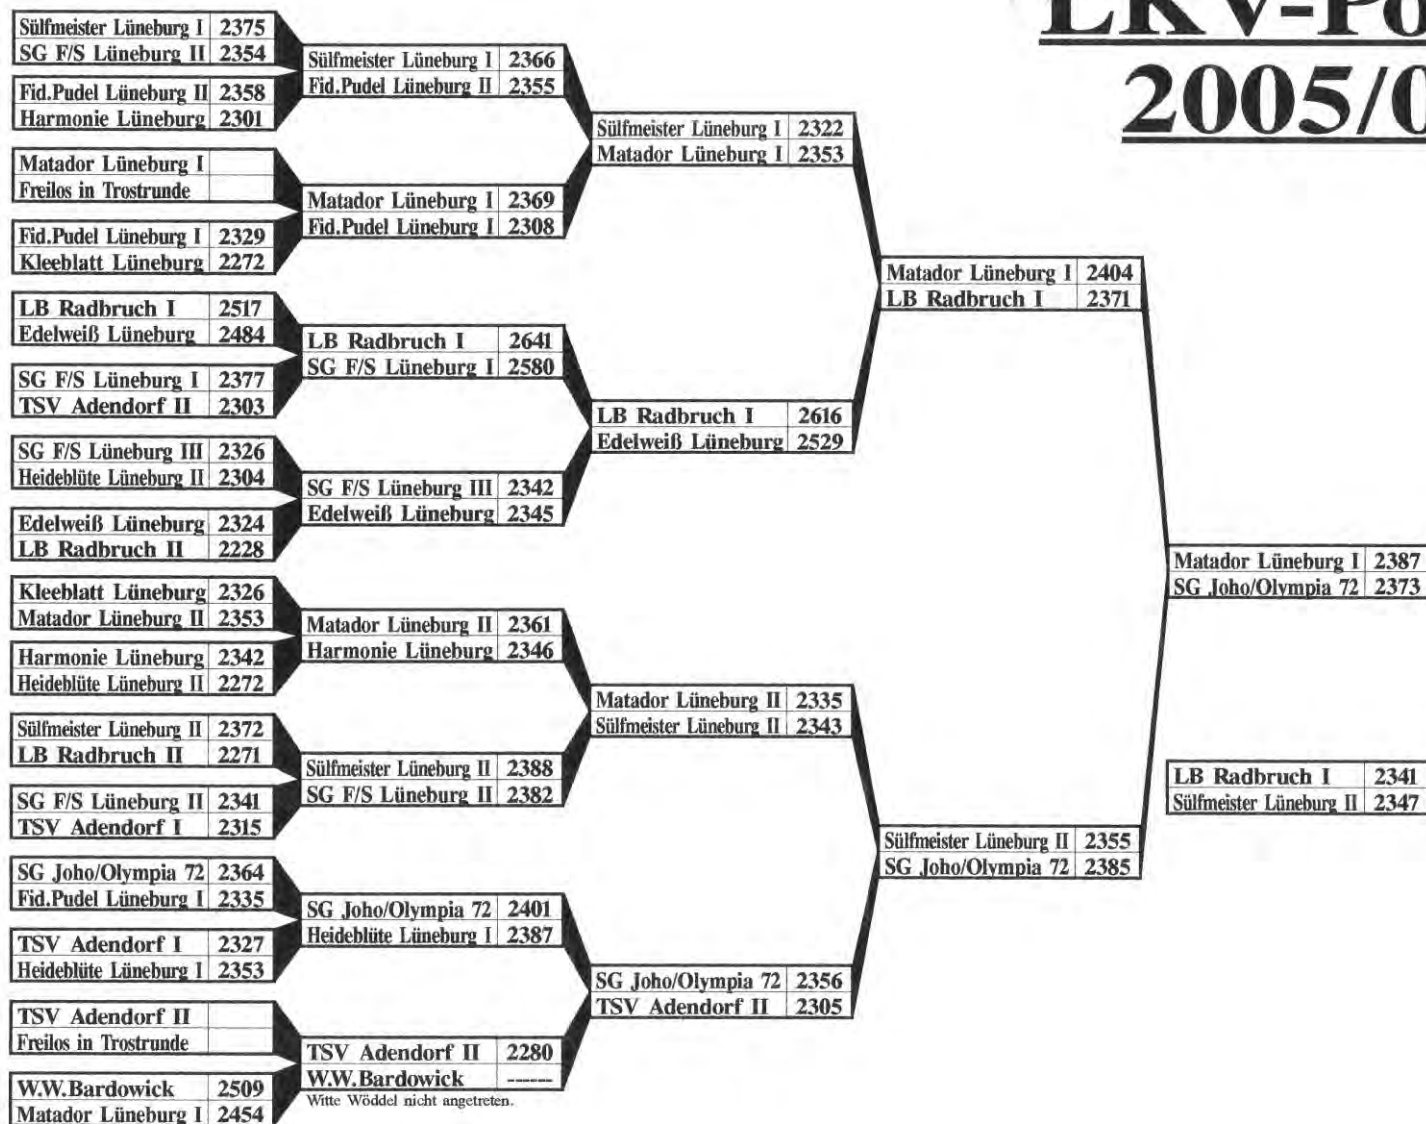 LKV-Po
2005/0
Sülfmeister Lüneburg I 2375
SG F/S Lüneburg II 2354
Fid.Pudel Lüneburg II 2358
Harmonie Lüneburg 2301
Matador Lüneburg I
Freilos in Trostrunde
Fid.Pudel Lüneburg I 2329
Kleeblatt Lüneburg 2272
LB Radbruch I 2517
Edelweiß Lüneburg 2484
SG F/S Lüneburg I 2377
TSV Adendorf II 2303
SG F/S Lüneburg III 2326
Heideblüte Lüneburg II 2304
Edelweiß Lüneburg 2324
LB Radbruch II 2228
Kleeblatt Lüneburg 2326
Matador Lüneburg II 2353
Harmonie Lüneburg 2342
Heideblüte Lüneburg II 2272
Sülfmeister Lüneburg II 2372
LB Radbruch II 2271
SG F/S Lüneburg II 2341
TSV Adendorf I 2315
SG Joho/Olympia 72 2364
Fid.Pudel Lüneburg I 2335
TSV Adendorf I 2327
Heideblüte Lüneburg I 2353
TSV Adendorf II
Freilos in Trostrunde
W.W.Bardowick 2509
Matador Lüneburg I 2454
Sülfmeister Lüneburg I 2366
Fid.Pudel Lüneburg II 2355
Matador Lüneburg I 2369
Fid.Pudel Lüneburg I 2308
LB Radbruch I 2641
SG F/S Lüneburg I 2580
SG F/S Lüneburg III 2342
Edelweiß Lüneburg 2345
Matador Lüneburg II 2361
Harmonie Lüneburg 2346
Sülfmeister Lüneburg II 2388
SG F/S Lüneburg II 2382
SG Joho/Olympia 72 2401
Heideblüte Lüneburg I 2387
TSV Adendorf II 2280
W.W.Bardowick ------
Witte Wöddel nicht angetreten.
Sülfmeister Lüneburg I 2322
Matador Lüneburg I 2353
LB Radbruch I 2616
Edelweiß Lüneburg 2529
Matador Lüneburg II 2335
Sülfmeister Lüneburg II 2343
SG Joho/Olympia 72 2356
TSV Adendorf II 2305
Matador Lüneburg I 2404
LB Radbruch I 2371
Sülfmeister Lüneburg II 2355
SG Joho/Olympia 72 2385
Matador Lüneburg I 2387
SG Joho/Olympia 72 2373
LB Radbruch I 2341
Sülfmeister Lüneburg II 2347